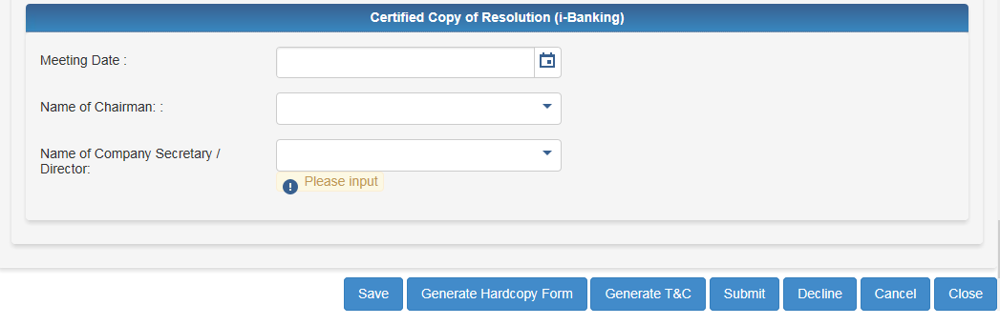 Certified Copy of Resolution (i-Banking)
Meeting Date :
Name of Chairman: :
Name of Company Secretary /
Director:
Please input
Save Generate Hardcopy Form Generate T&C Submit Decline Cancel Close